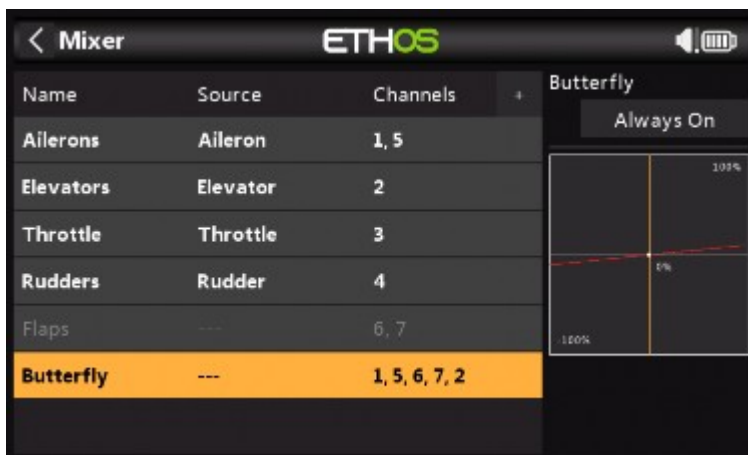 < Mixer ETHOS
Name Source Channels +
Ailerons Aileron 1, 5
Elevators Elevator 2
Throttle Throttle 3
Rudders Rudder 4
Flaps --- 6, 7
Butterfly --- 1, 5, 6, 7, 2
Butterfly
Always On
100%
0%
-100%